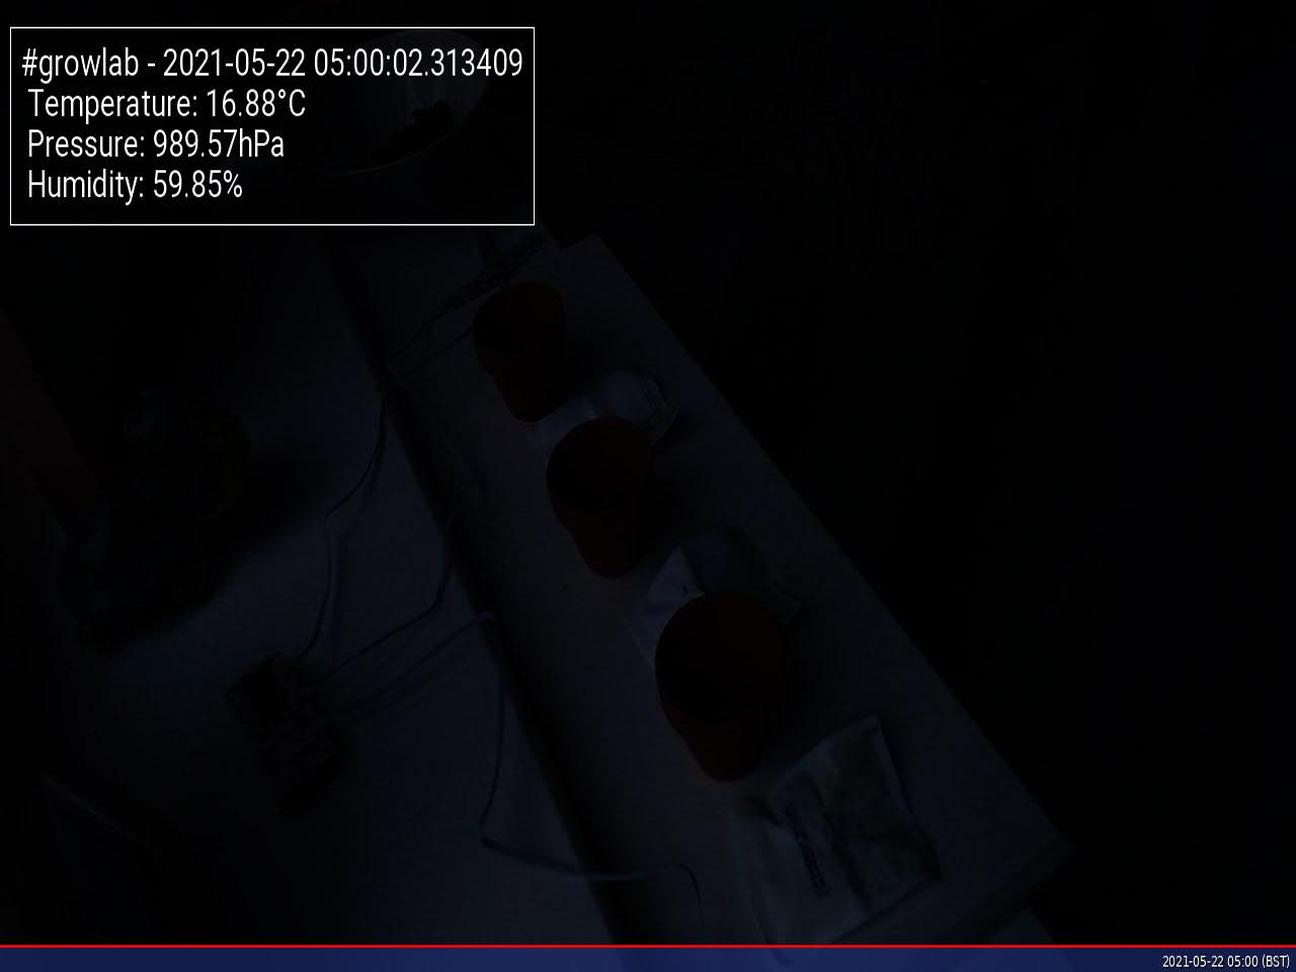 #growlab - 2021-05-22 05:00:02.313409
Temperature: 16.88°C
Pressure: 989.57hPa
Humidity: 59.85%
2021-05-22 05:00 (BST)